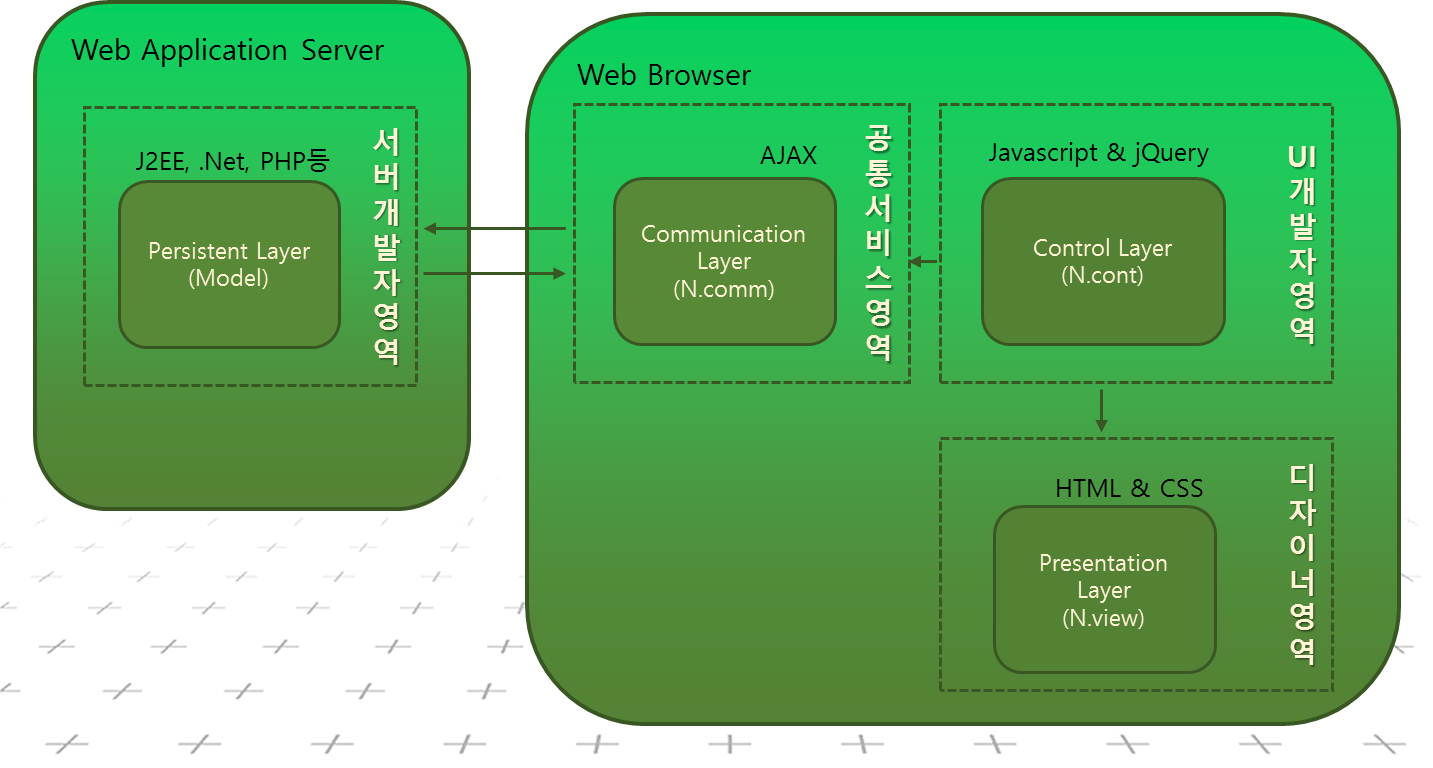 Web Application Server
J2EE, .Net, PHP등
Persistent Layer
(Model)
서버개발자영역
Web Browser
AJAX
Communication
Layer
(N.comm)
공통서비스영역
Javascript & jQuery
Control Layer
(N.cont)
UI개발자영역
HTML & CSS
Presentation
Layer
(N.view)
디자이너영역